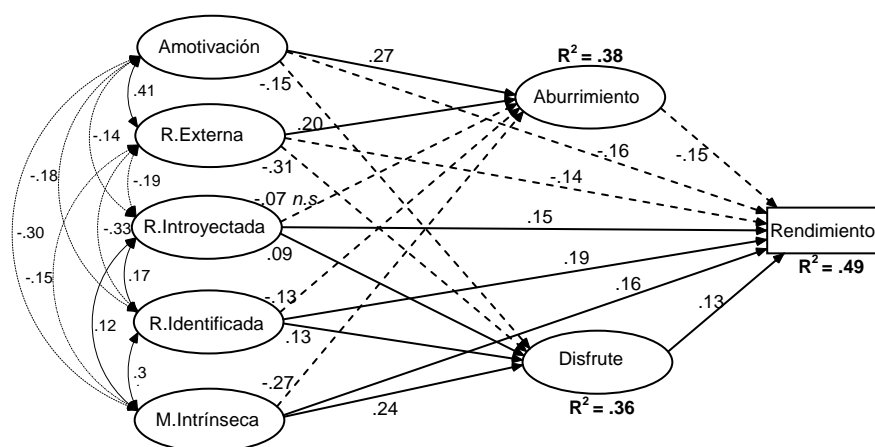 Amotivación
.27
R² = .38
Aburrimiento
-.15
.41
R.Externa
.20
-.14
-.31
-.16
-.15
-.18
-.19
-.14
-.07 n.s.
R.Introyectada
.15
Rendimiento
R² = .49
-.30
-.33
.09
.19
-.15
.17
.16
R.Identificada
-.13
.13
.13
Disfrute
R² = .36
.12
.3
-.27
.24
M.Intrínseca